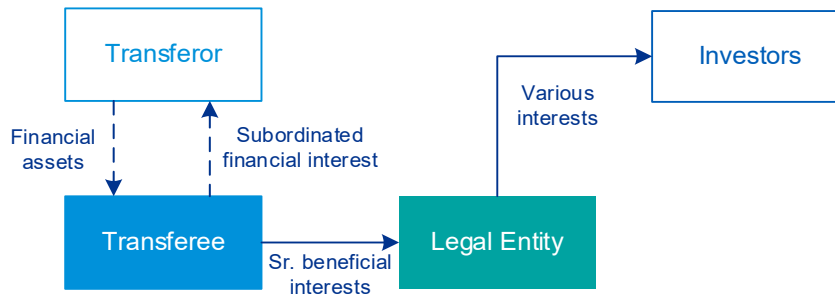 Transferor
Investors
Various
interests
Financial
assets
Subordinated
financial interest
Transferee
Legal Entity
Sr. beneficial
interests